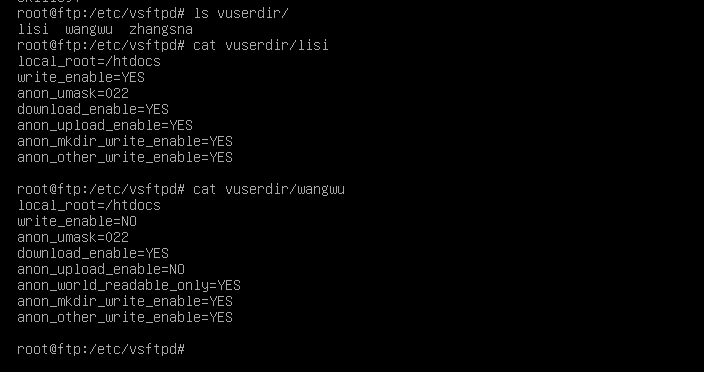 root@ftp:/etc/vsftpd# ls vuserdir/
lisi  wangwu  zhangsna
root@ftp:/etc/vsftpd# cat vuserdir/lisi
local_root=/htdocs
write_enable=YES
anon_umask=022
download_enable=YES
anon_upload_enable=YES
anon_mkdir_write_enable=YES
anon_other_write_enable=YES

root@ftp:/etc/vsftpd# cat vuserdir/wangwu
local_root=/htdocs
write_enable=NO
anon_umask=022
download_enable=YES
anon_upload_enable=NO
anon_world_readable_only=YES
anon_mkdir_write_enable=YES
anon_other_write_enable=YES

root@ftp:/etc/vsftpd#